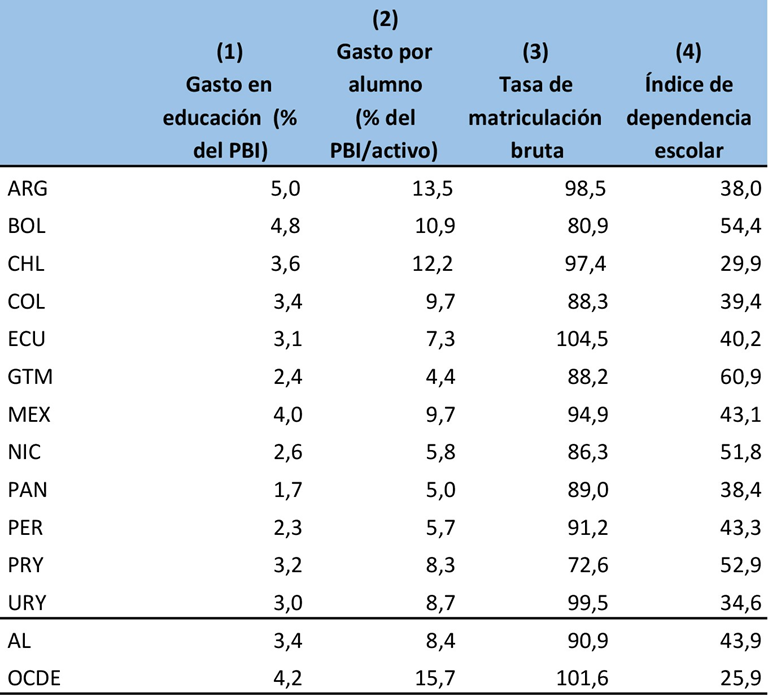 (2)
(1) Gasto por (3) (4)
Gasto en alumno Tasa de Índice de
educación (% (% del matriculación dependencia
del PBI) PBI/activo) bruta escolar
ARG 5,0 13,5 98,5 38,0
BOL 4,8 10,9 80,9 54,4
CHL 3,6 12,2 97,4 29,9
COL 3,4 9,7 88,3 39,4
ECU 3,1 7,3 104,5 40,2
GTM 2,4 4,4 88,2 60,9
MEX 4,0 9,7 94,9 43,1
NIC 2,6 5,8 86,3 51,8
PAN 1,7 5,0 89,0 38,4
PER 2,3 5,7 91,2 43,3
PRY 3,2 8,3 72,6 52,9
URY 3,0 8,7 99,5 34,6
AL 3,4 8,4 90,9 43,9
OCDE 4,2 15,7 101,6 25,9